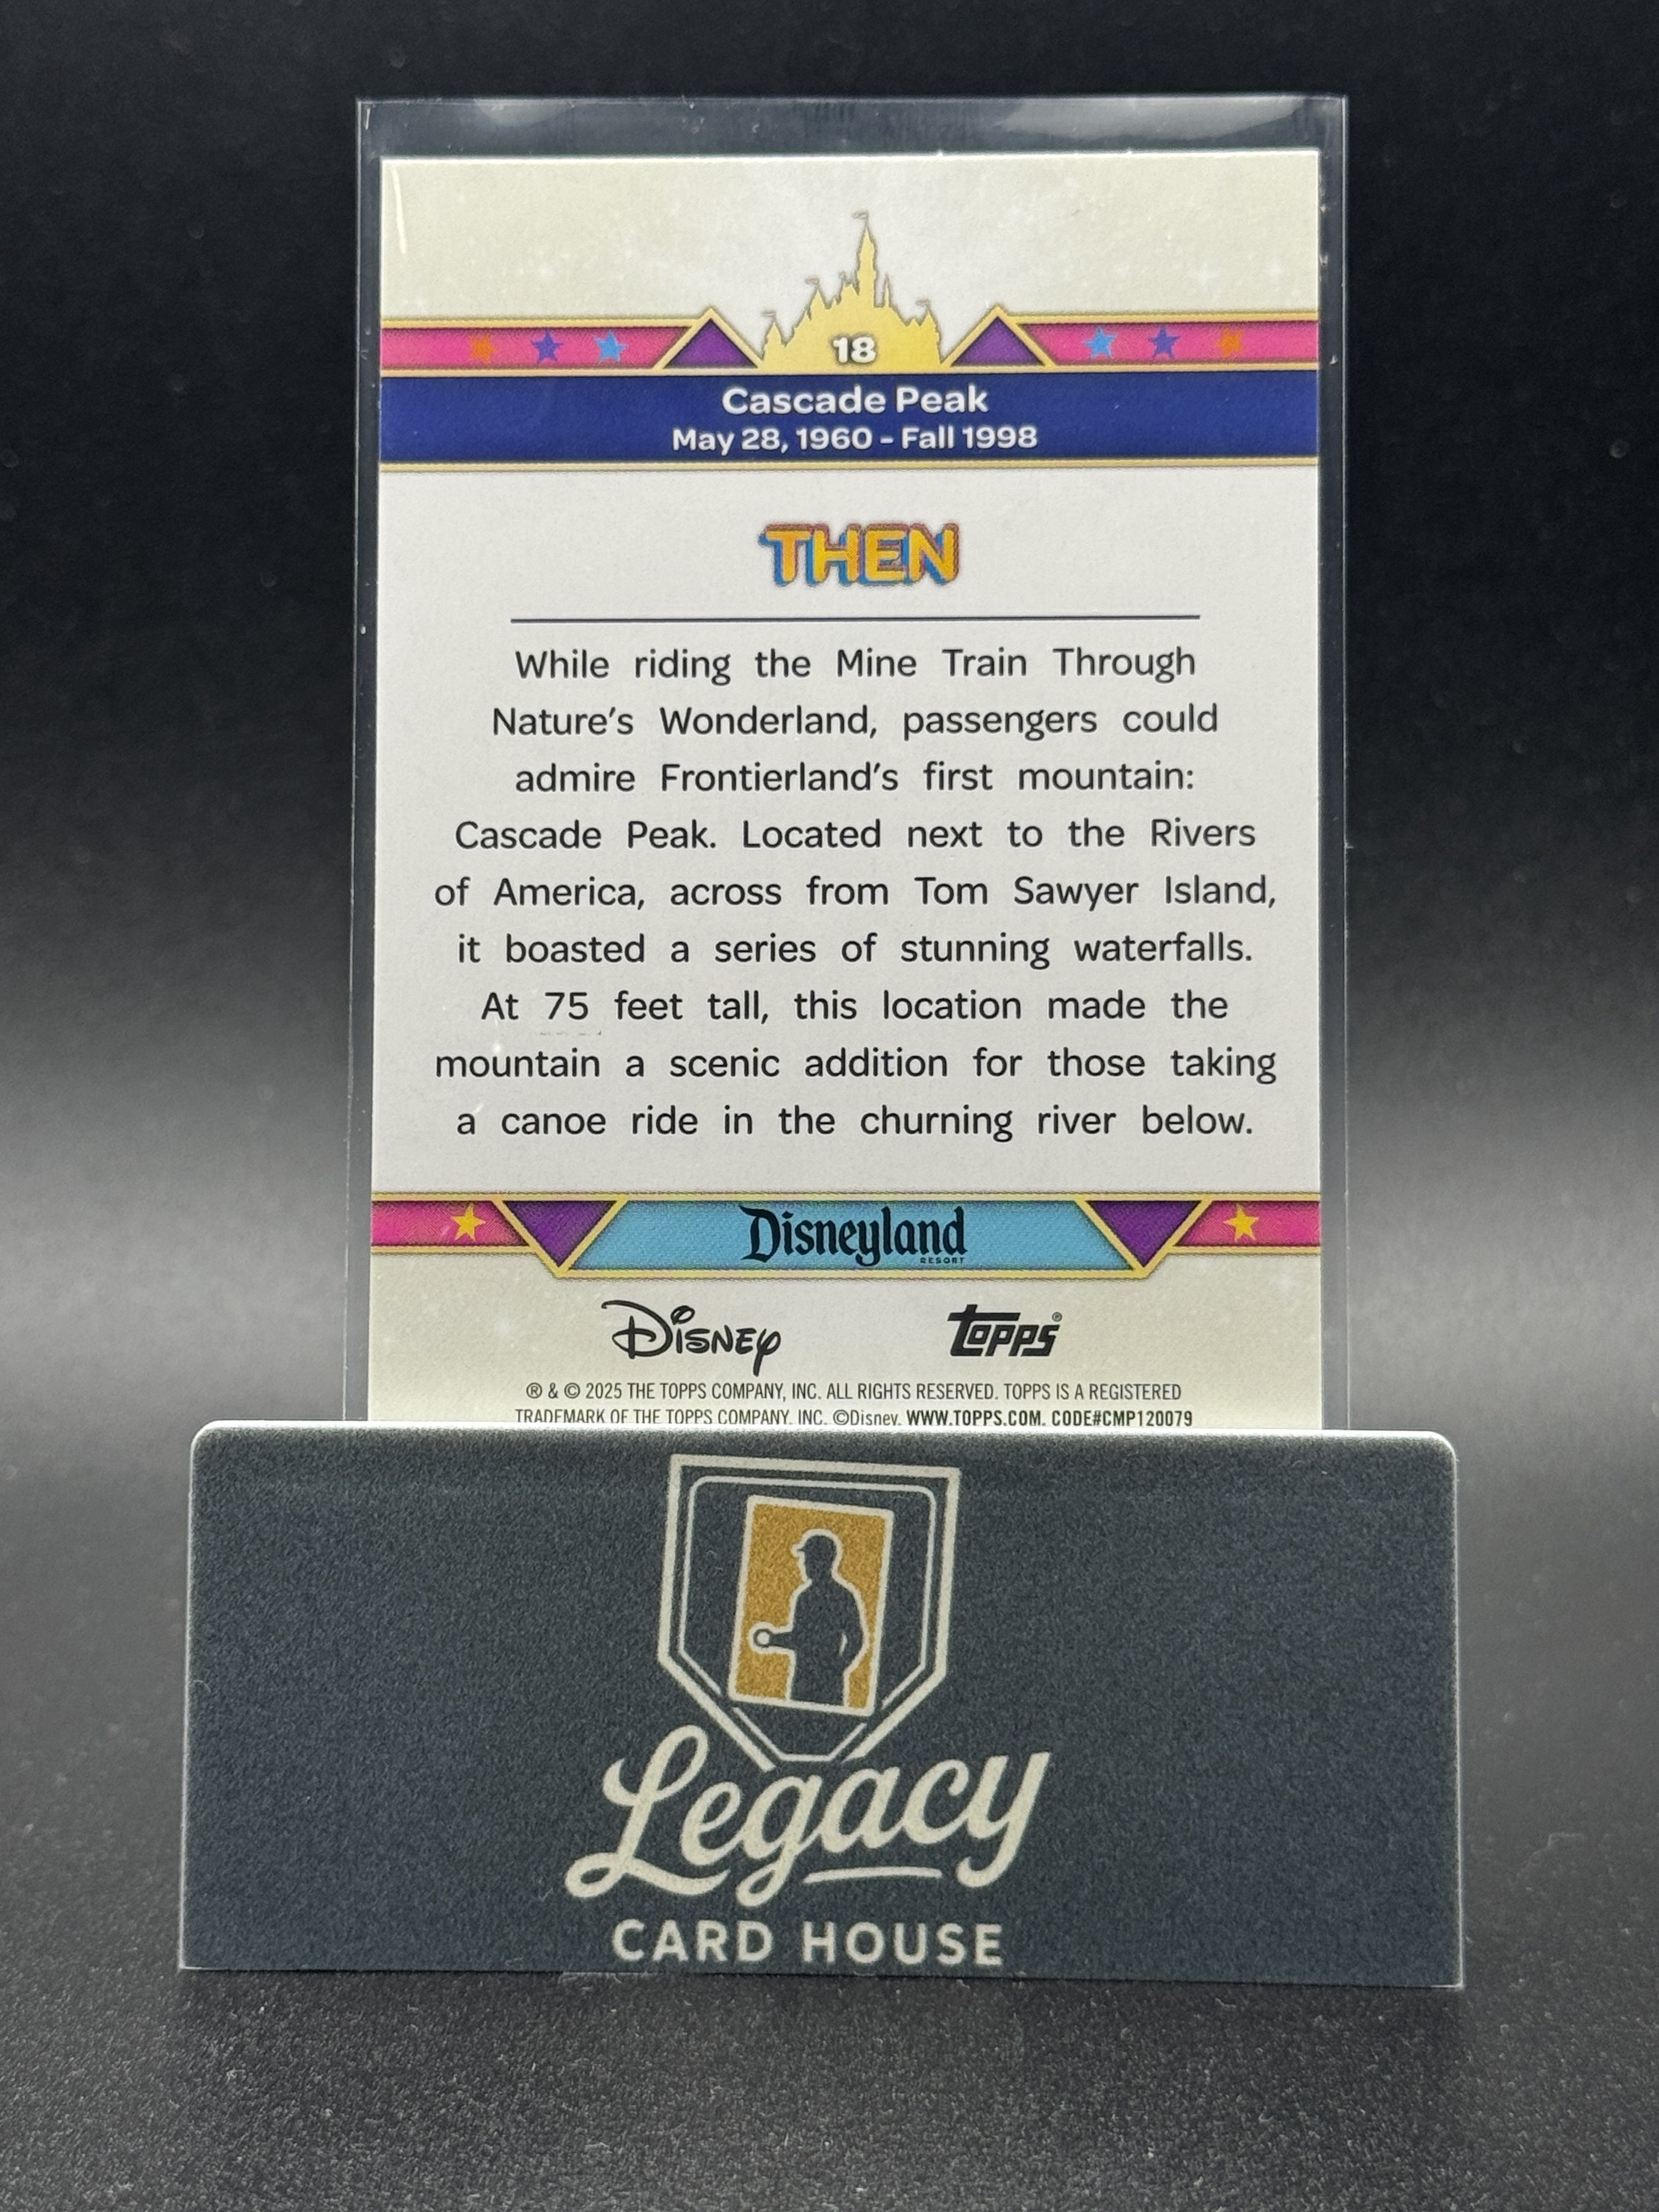 18
Cascade Peak
May 28, 1960 - Fall 1998
THEN
While riding the Mine Train Through
Nature's Wonderland, passengers could
admire Frontierland's first mountain:
Cascade Peak. Located next to the Rivers
of America, across from Tom Sawyer Island,
it boasted a series of stunning waterfalls.
At 75 feet tall, this location made the
mountain a scenic addition for those taking
a canoe ride in the churning river below.
Disneyland
RESORT
Disney topps®
® & © 2025 THE TOPPS COMPANY, INC. ALL RIGHTS RESERVED. TOPPS IS A REGISTERED
TRADEMARK OF THE TOPPS COMPANY, INC. ©Disney. WWW.TOPPS.COM. CODE#CMP120079
Legacy
CARD HOUSE